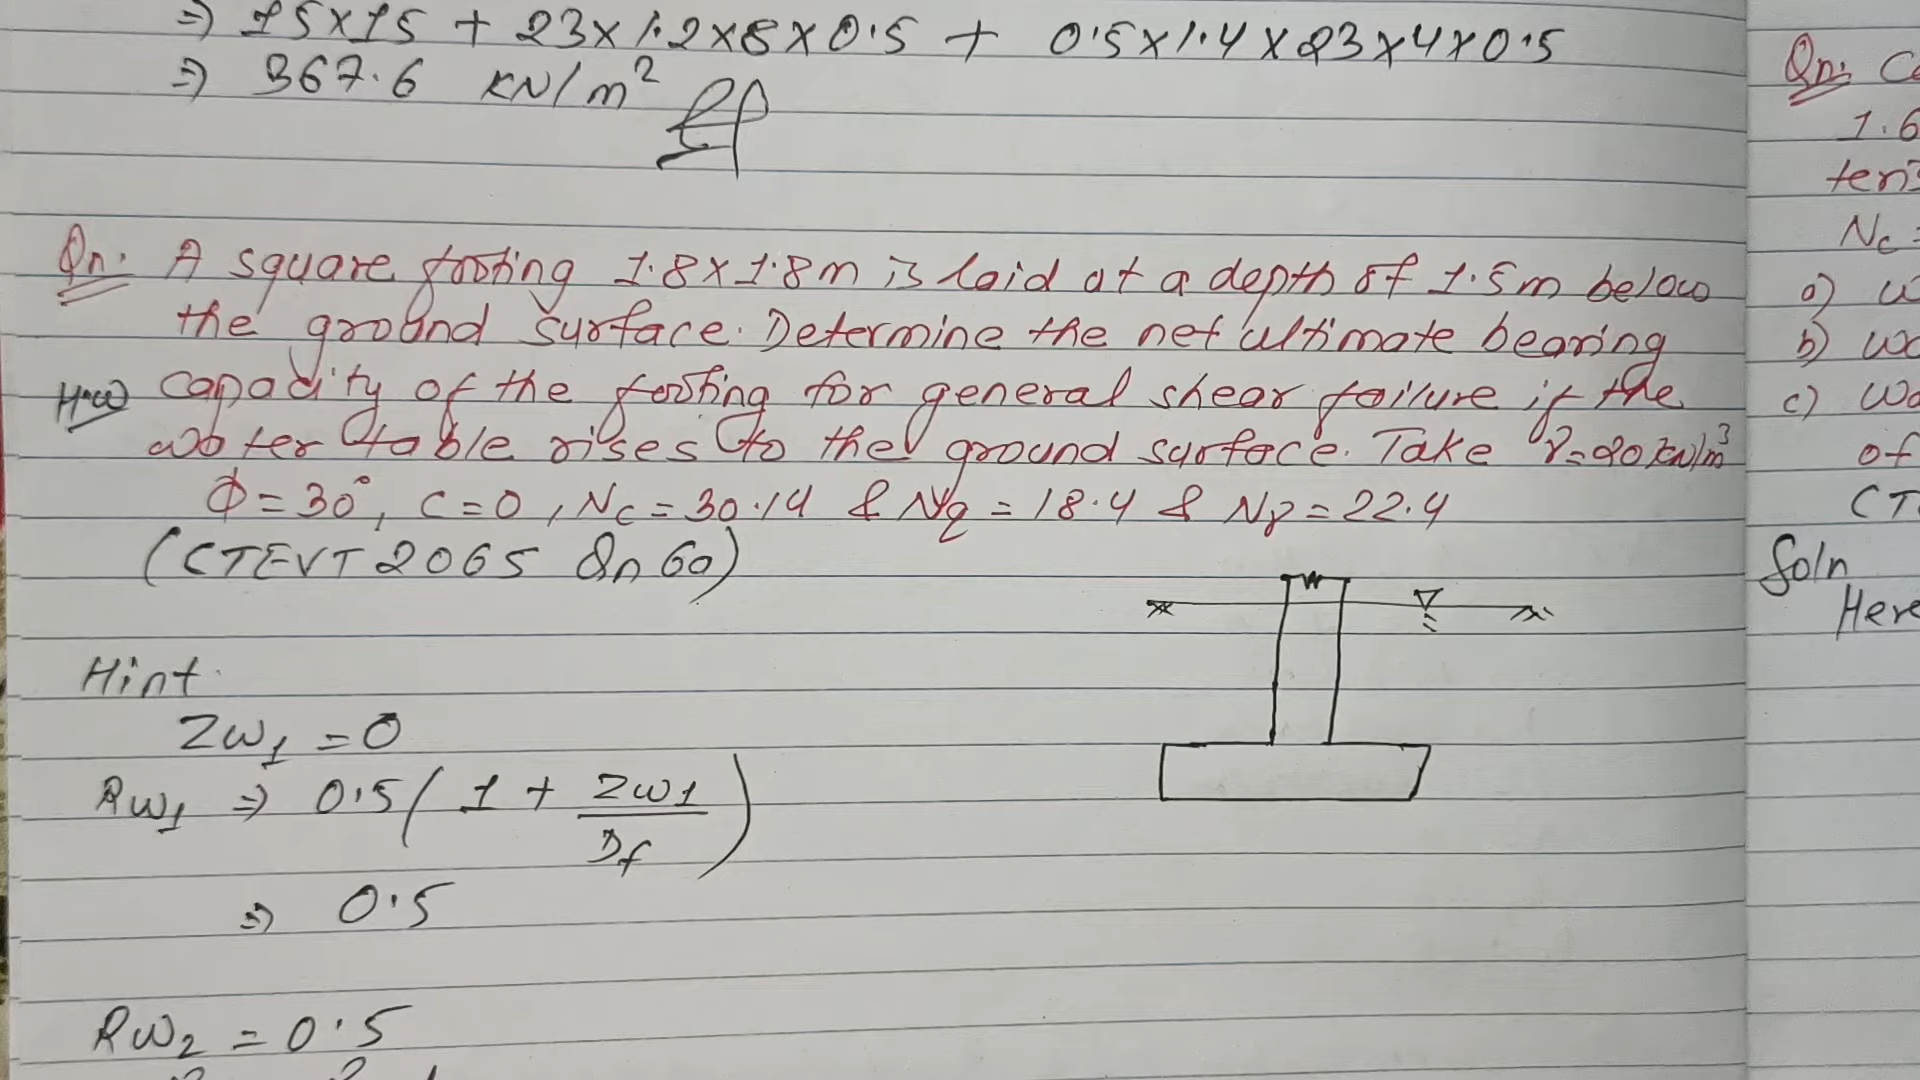 ⇒ 15×15 + 23×1.2×8×0.5 + 0.5×1.4×23×4×0.5
⇒ 367.6 KN/m²
Qn: A square footing 1.8×1.8m is laid at a depth of 1.5m below
the ground surface. Determine the net ultimate bearing
H.W capacity of the footing for general shear failure if the
water table rises to the ground surface. Take γ=20 KN/m³
Φ=30°, C=0, Nc=30.14 & Nq=18.4 & Nγ=22.4
(CTEVT 2065 Qn 6a)
Hint
Zw1 = 0
Rw1 ⇒ 0.5(1 + Zw1/Df)
⇒ 0.5
Rw2 = 0.5
Qn:
1.6
Nc =
a)
b)
c)
of
Soln
Here